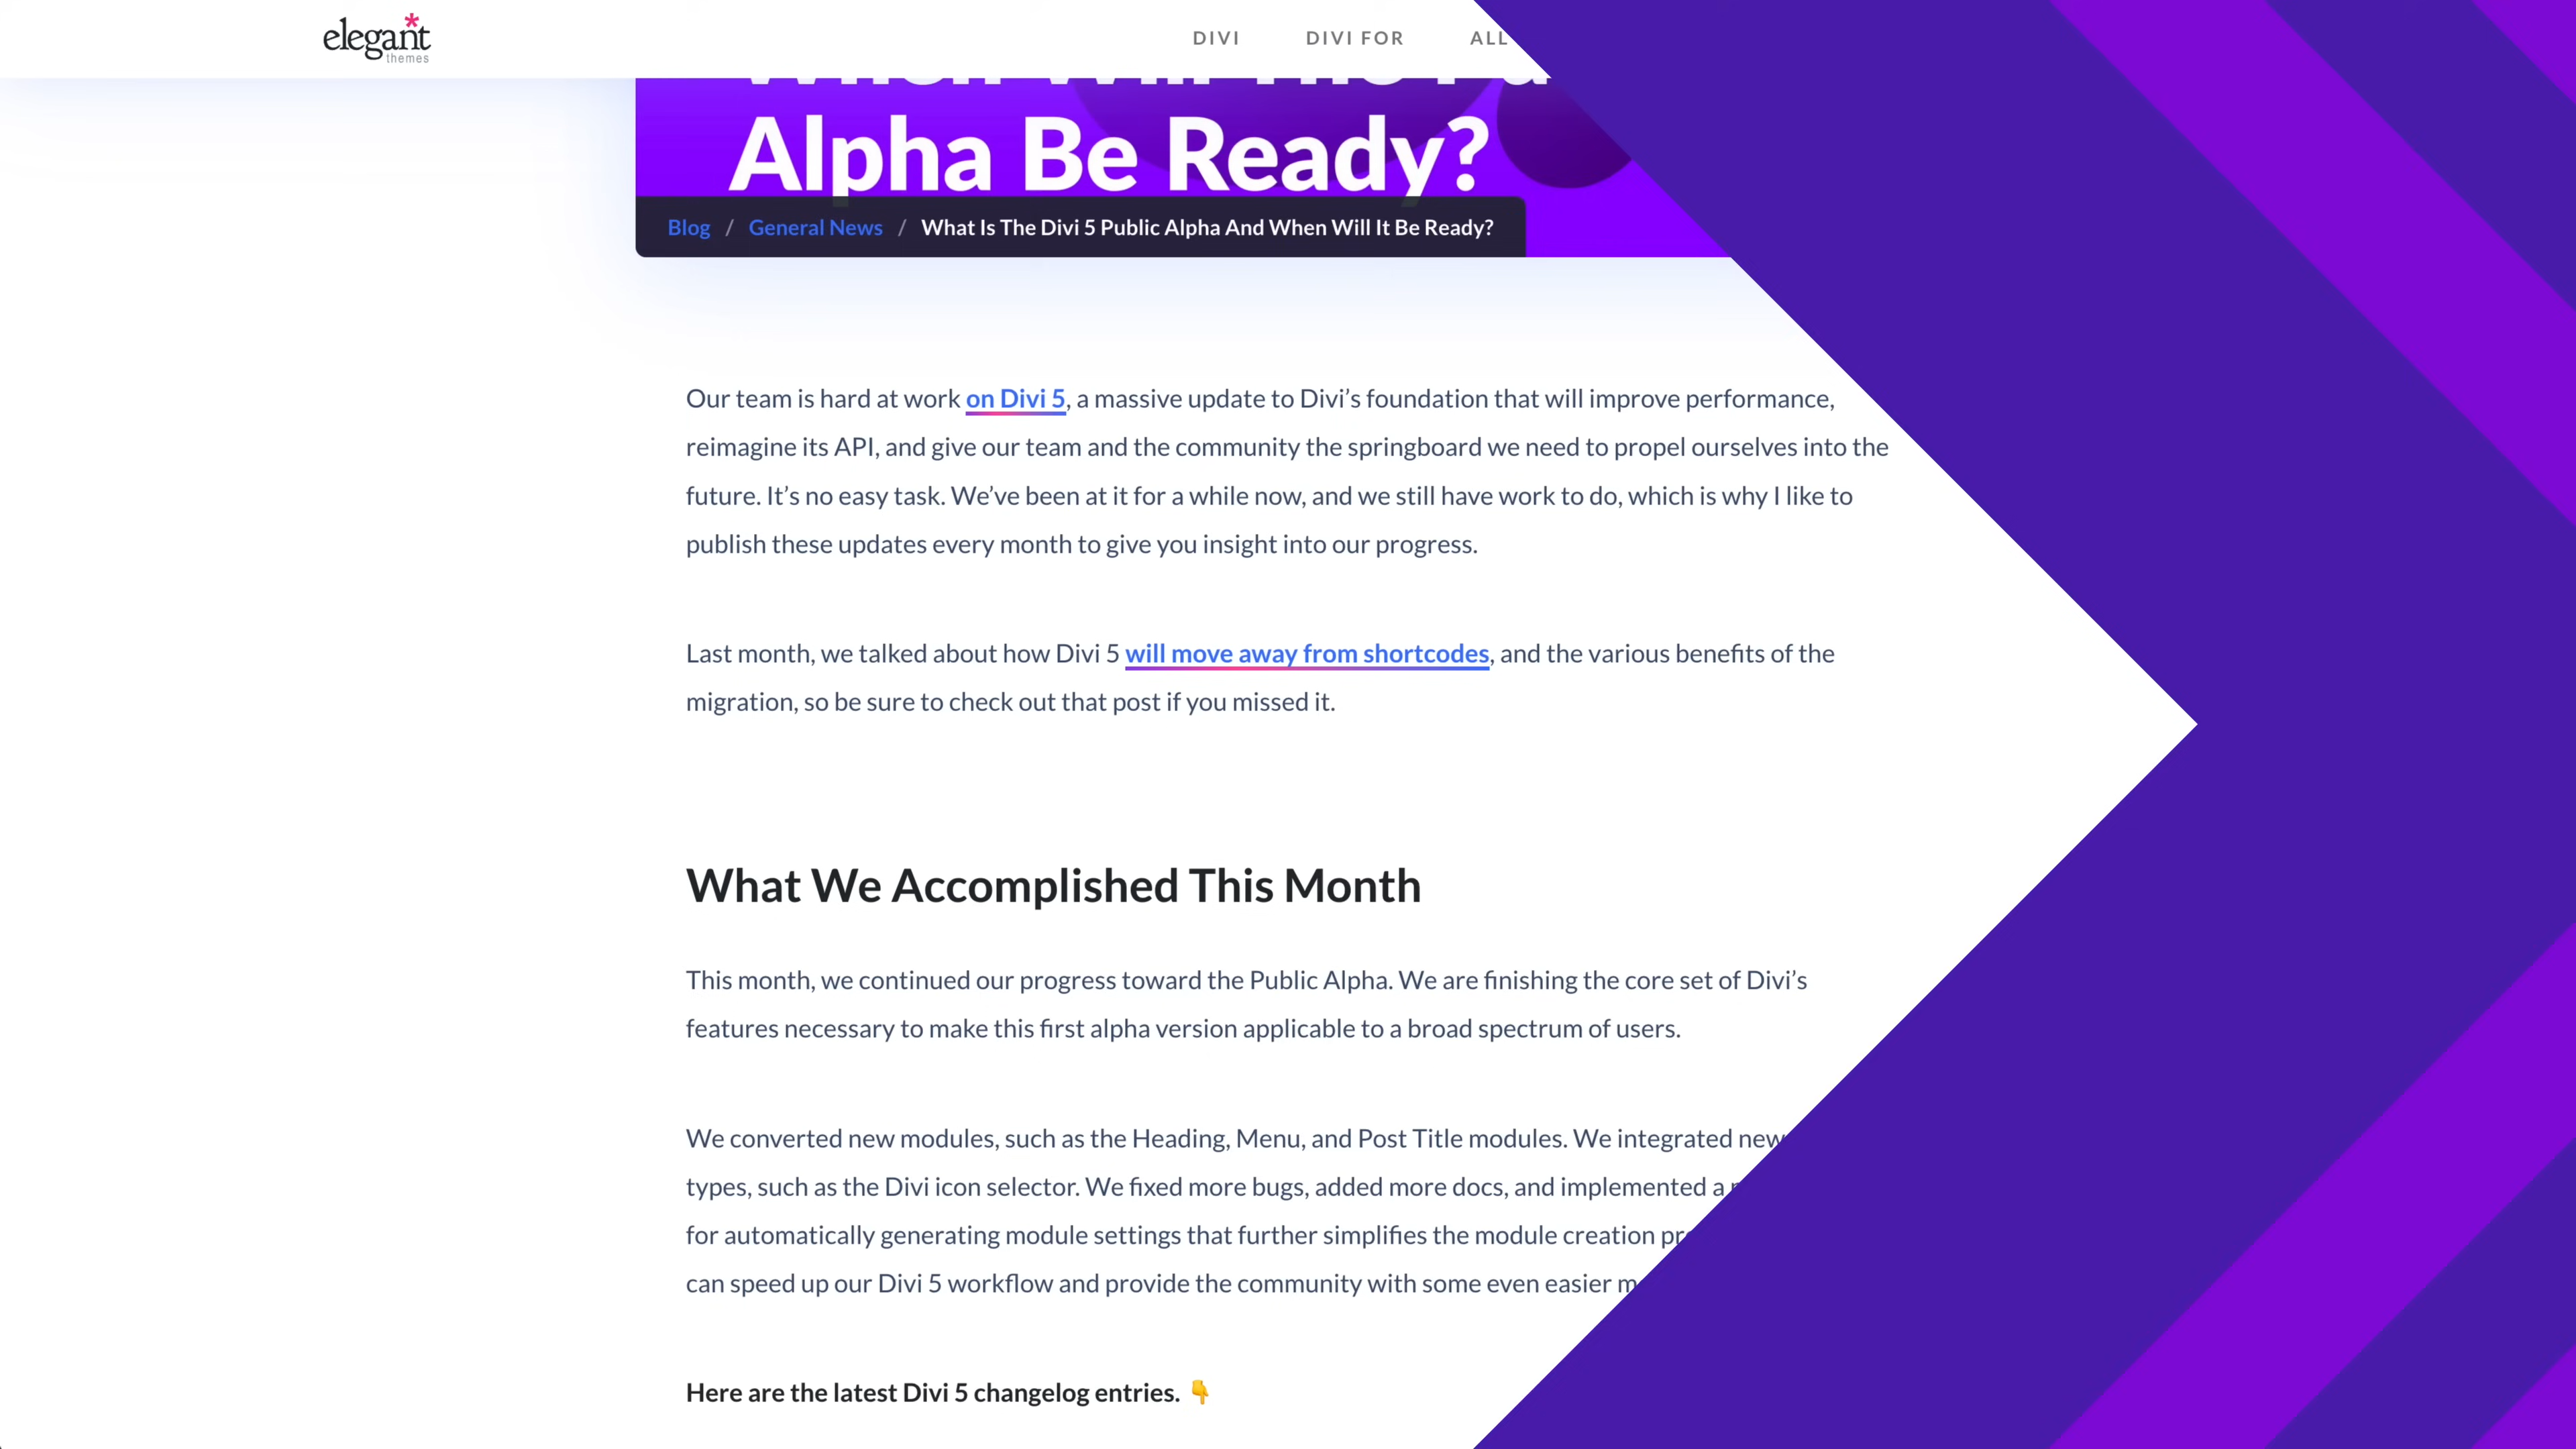 elegant
themes
DIVI DIVI FOR ALL
When Will The Pu
Alpha Be Ready?
Blog / General News / What Is The Divi 5 Public Alpha And When Will It Be Ready?
Our team is hard at work on Divi 5, a massive update to Divi’s foundation that will improve performance,
reimagine its API, and give our team and the community the springboard we need to propel ourselves into the
future. It’s no easy task. We’ve been at it for a while now, and we still have work to do, which is why I like to
publish these updates every month to give you insight into our progress.
Last month, we talked about how Divi 5 will move away from shortcodes, and the various benefits of the
migration, so be sure to check out that post if you missed it.
What We Accomplished This Month
This month, we continued our progress toward the Public Alpha. We are finishing the core set of Divi’s
features necessary to make this first alpha version applicable to a broad spectrum of users.
We converted new modules, such as the Heading, Menu, and Post Title modules. We integrated new
types, such as the Divi icon selector. We fixed more bugs, added more docs, and implemented a
for automatically generating module settings that further simplifies the module creation
can speed up our Divi 5 workflow and provide the community with some even easier
Here are the latest Divi 5 changelog entries. 👇